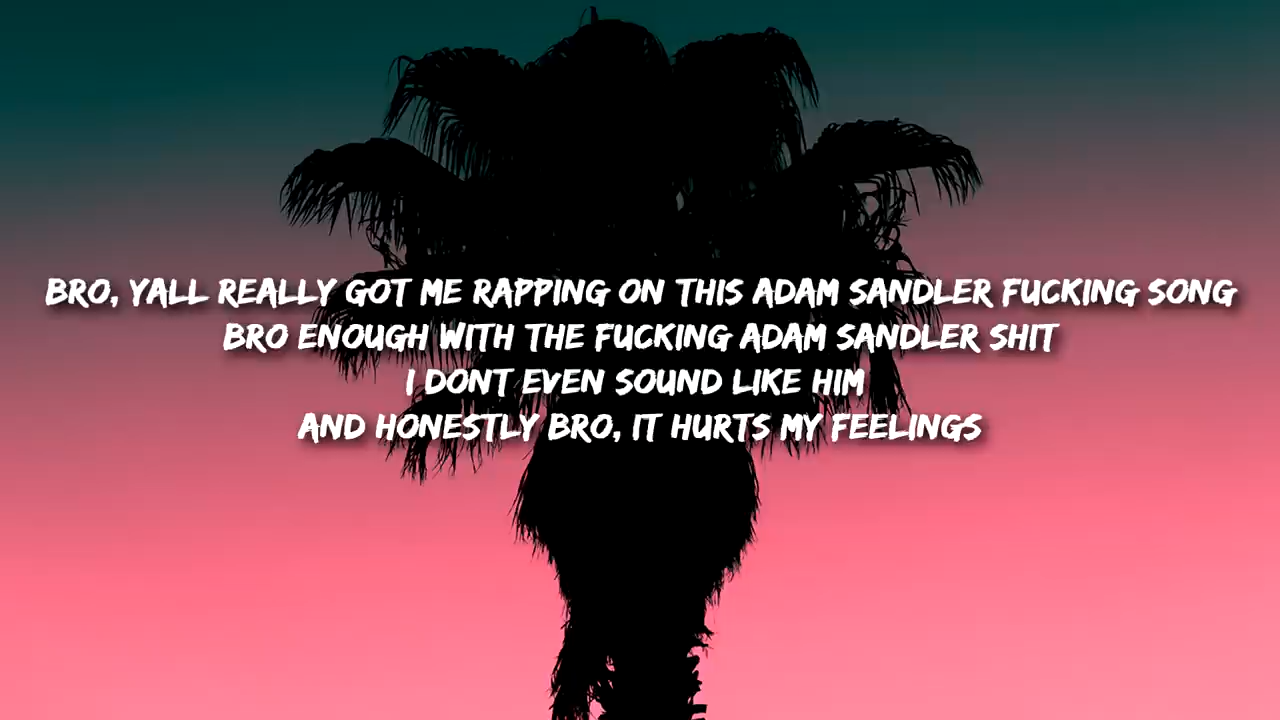 BRO, YALL REALLY GOT ME RAPPING ON THIS ADAM SANDLER FUCKING SONG
BRO ENOUGH WITH THE FUCKING ADAM SANDLER SHIT
I DONT EVEN SOUND LIKE HIM
AND HONESTLY BRO, IT HURTS MY FEELINGS